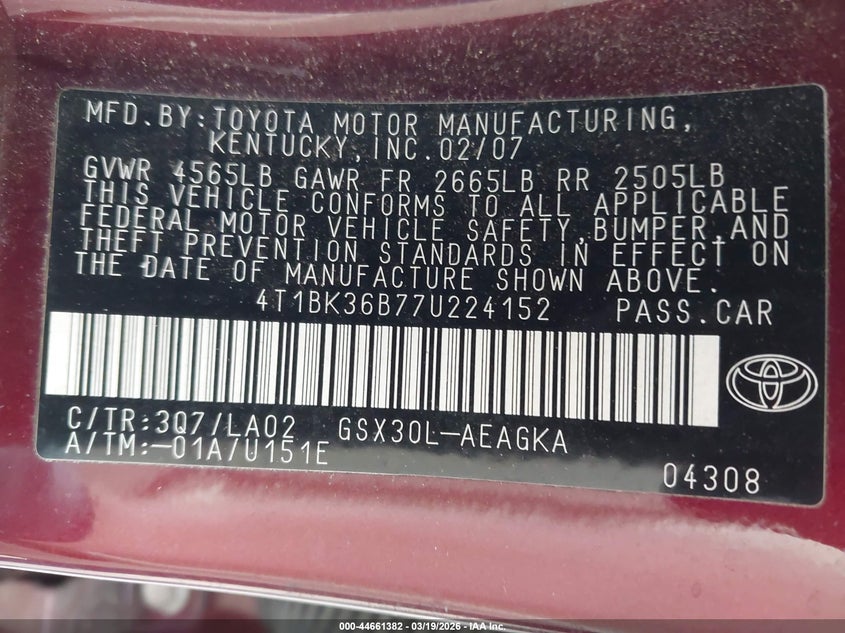 MFD.BY:TOYOTA MOTOR MANUFACTURING,
KENTUCKY,INC.02/07
GVWR 4565LB GAWR FR 2665LB RR 2505LB
THIS VEHICLE CONFORMS TO ALL APPLICABLE
FEDERAL MOTOR VEHICLE SAFETY,BUMPER,AND
THEFT PREVENTION STANDARDS IN EFFECT ON
THE DATE OF MANUFACTURE SHOWN ABOVE.
4T1BK36B77U224152 PASS.CAR
C/TR:3Q7/LA02 GSX30L-AEAGKA
A/TM:-01A/U151E
04308
000-44661382 - 03/19/2026 - IAA Inc.